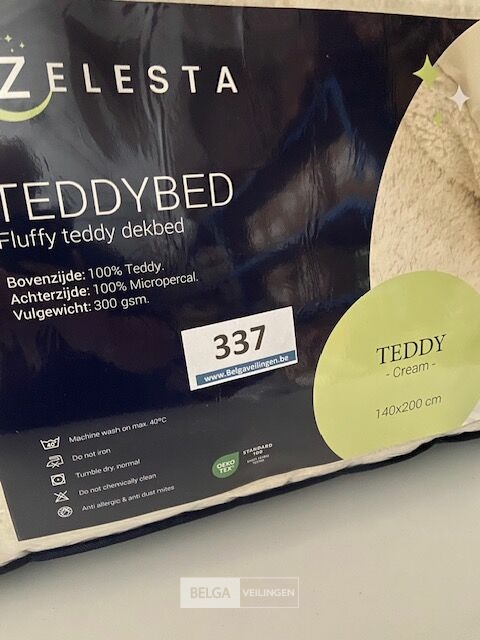 ZELESTA
TEDDYBED
Fluffy teddy dekbed
Bovenzijde: 100% Teddy.
Achterzijde: 100% Micropercal.
Vulgewicht: 300 gsm.
337
www.Belgaveilingen.be
TEDDY
- Cream -
140x200 cm
40°
Machine wash on max. 40°C
Do not iron
Tumble dry, normal
Do not chemically clean
Anti allergic & anti dust mites
OEKO
TEX®
STANDARD
100
BELGA VEILINGEN